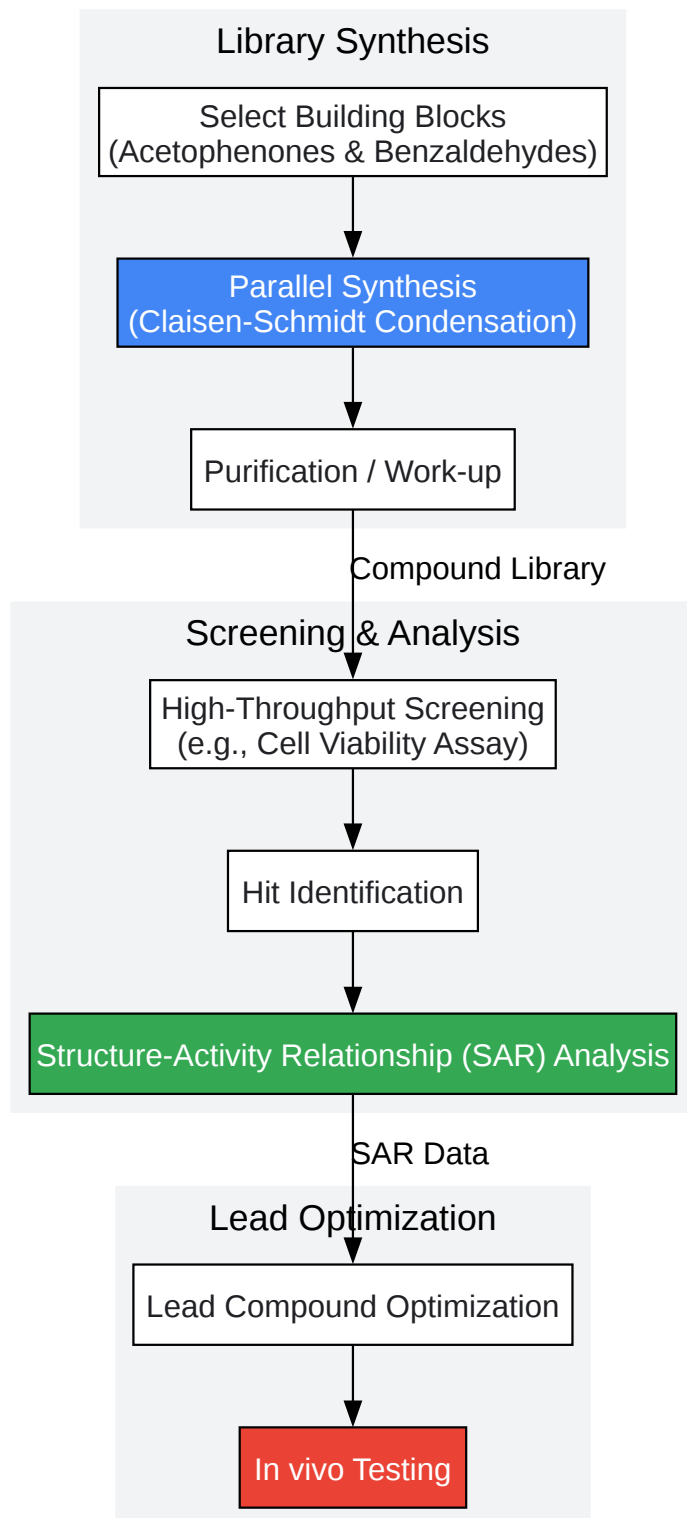 Library Synthesis
Select Building Blocks
(Acetophenones & Benzaldehydes)
Parallel Synthesis
(Claisen-Schmidt Condensation)
Purification / Work-up
Compound Library
Screening & Analysis
High-Throughput Screening
(e.g., Cell Viability Assay)
Hit Identification
Structure-Activity Relationship (SAR) Analysis
SAR Data
Lead Optimization
Lead Compound Optimization
In vivo Testing